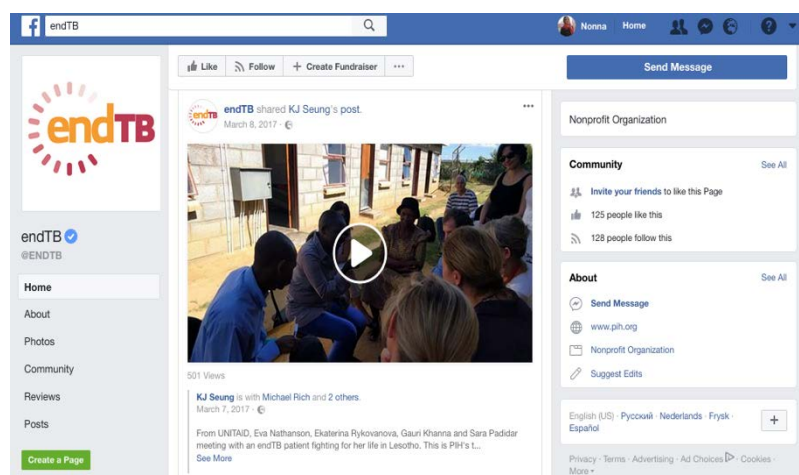 endTB
Nonna
Home
Like
Follow
+ Create Fundraiser
Send Message
endTB
endTB
endTB shared KJ Seung's post.
March 8, 2017 ·
501 Views
KJ Seung is with Michael Rich and 2 others.
March 7, 2017 ·
From UNITAID, Eva Nathanson, Ekaterina Rykovanova, Gauri Khanna and Sara Padidar
meeting with an endTB patient fighting for her life in Lesotho. This is PIH's t...
See More
endTB
@ENDTB
Home
About
Photos
Community
Reviews
Posts
Create a Page
Nonprofit Organization
Community
See All
Invite your friends to like this Page
125 people like this
128 people follow this
About
See All
Send Message
www.pih.org
Nonprofit Organization
Suggest Edits
English (US) · Русский · Nederlands · Frysk ·
Español
+
Privacy · Terms · Advertising · Ad Choices · Cookies ·
More